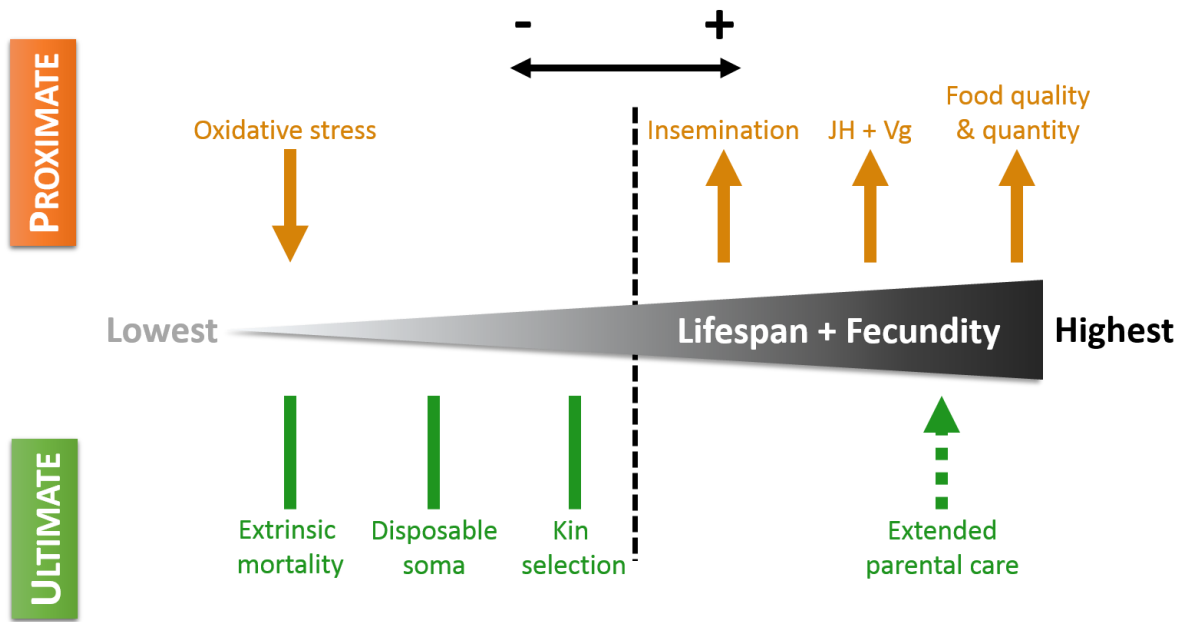 - +
PROXIMATE
Oxidative stress
Insemination
JH + Vg
Food quality
& quantity
Lowest
Lifespan + Fecundity
Highest
ULTIMATE
Extrinsic
mortality
Disposable
soma
Kin
selection
Extended
parental care